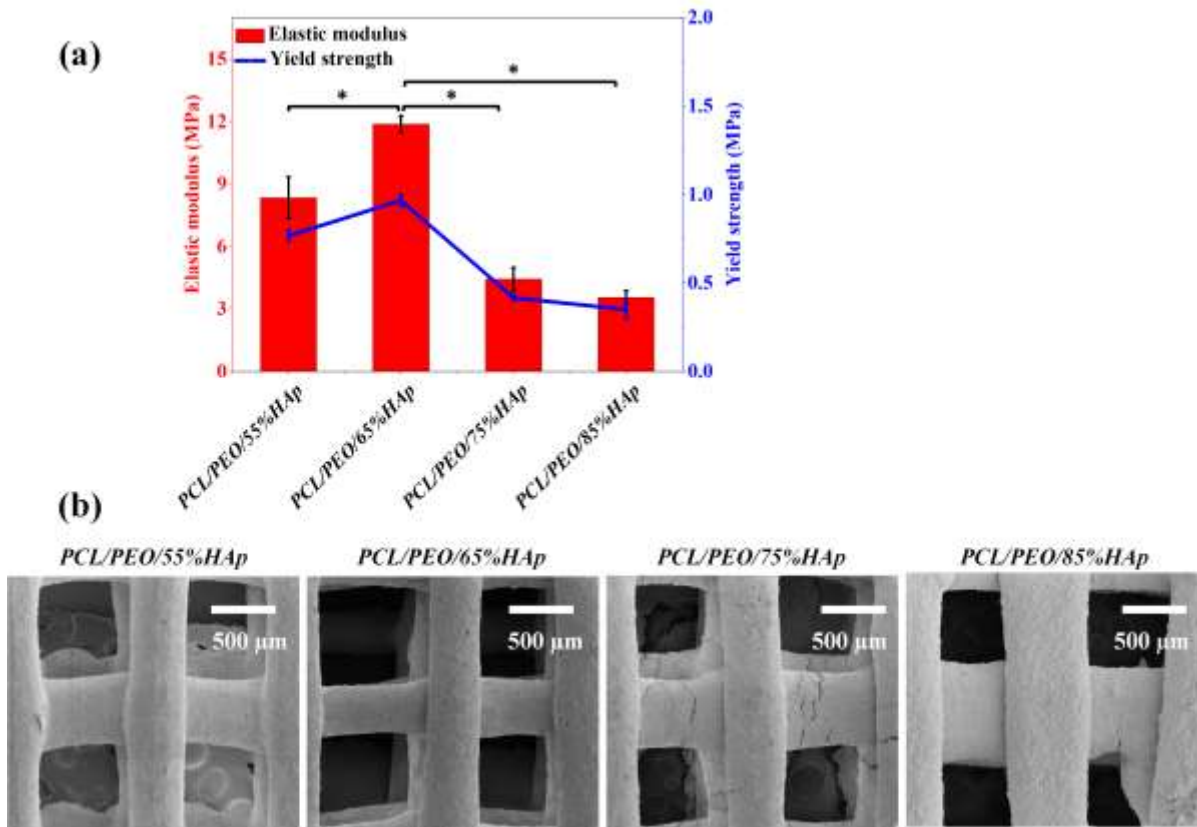 (a)
Elastic modulus
Yield strength
Elastic modulus (MPa)
15
12
9
6
3
0
*
*
*
2.0
1.5
1.0
0.5
0.0
Yield strength (MPa)
PCL/PEO/55%HAp
PCL/PEO/65%HAp
PCL/PEO/75%HAp
PCL/PEO/85%HAp
(b)
PCL/PEO/55%HAp
PCL/PEO/65%HAp
PCL/PEO/75%HAp
PCL/PEO/85%HAp
500 µm
500 µm
500 µm
500 µm